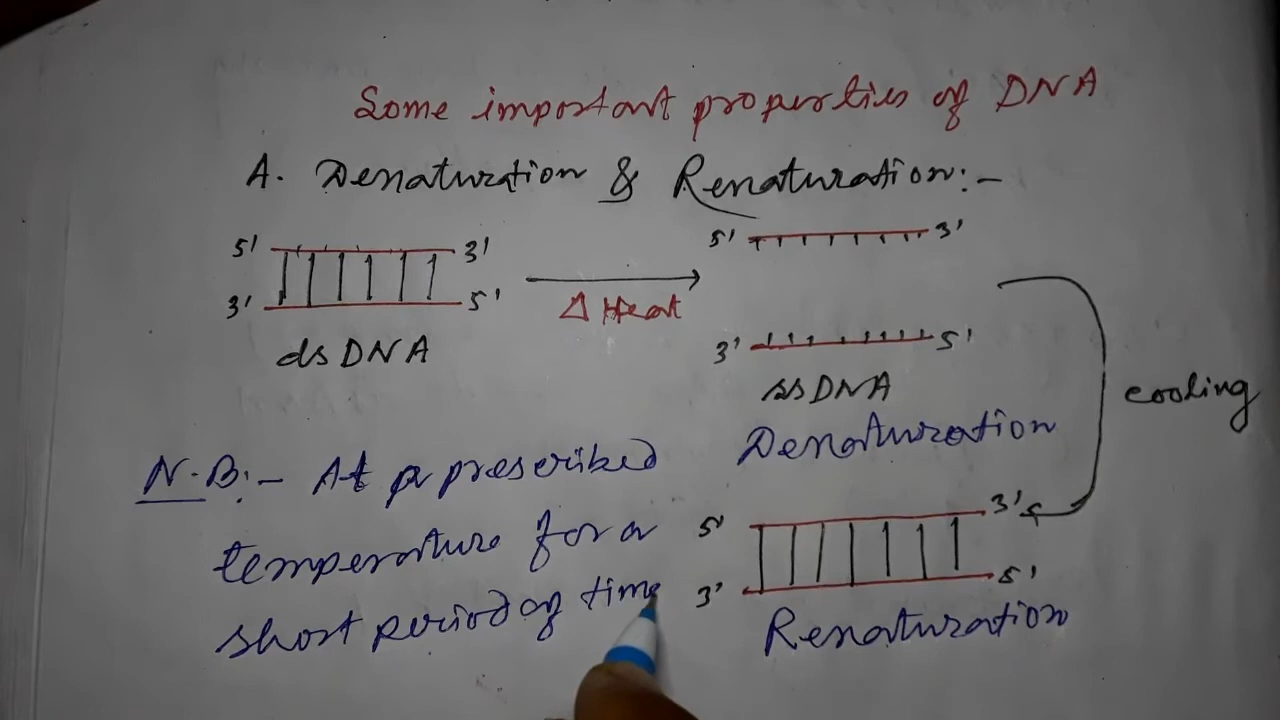 Some important properties of DNA
A. Denaturation & Renaturation:-
5' 3'
3' 5'
dsDNA
Δ Heat
5' 3'
3' 5'
ssDNA
Denaturation
cooling
5' 3'
3' 5'
Renaturation
N.B:- At a prescribed
temperature for a
short period of time